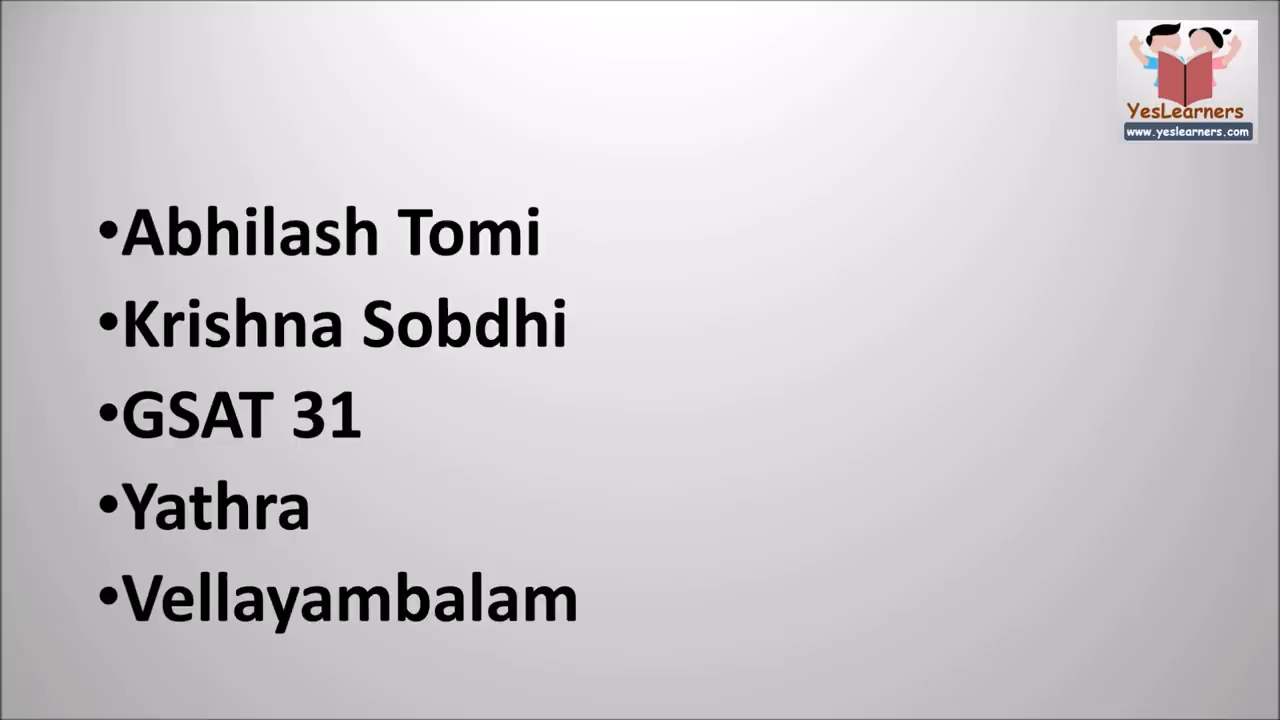 YesLearners
www.yeslearners.com
•Abhilash Tomi
•Krishna Sobdhi
•GSAT 31
•Yathra
•Vellayambalam